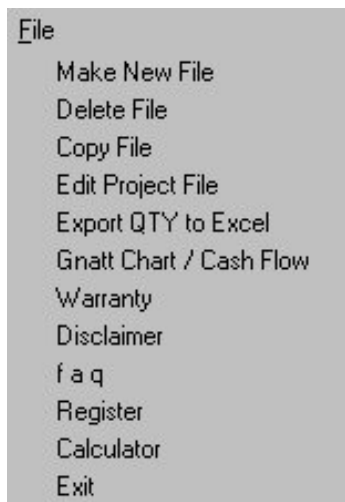 File
Make New File
Delete File
Copy File
Edit Project File
Export QTY to Excel
Gnatt Chart / Cash Flow
Warranty
Disclaimer
f a q
Register
Calculator
Exit